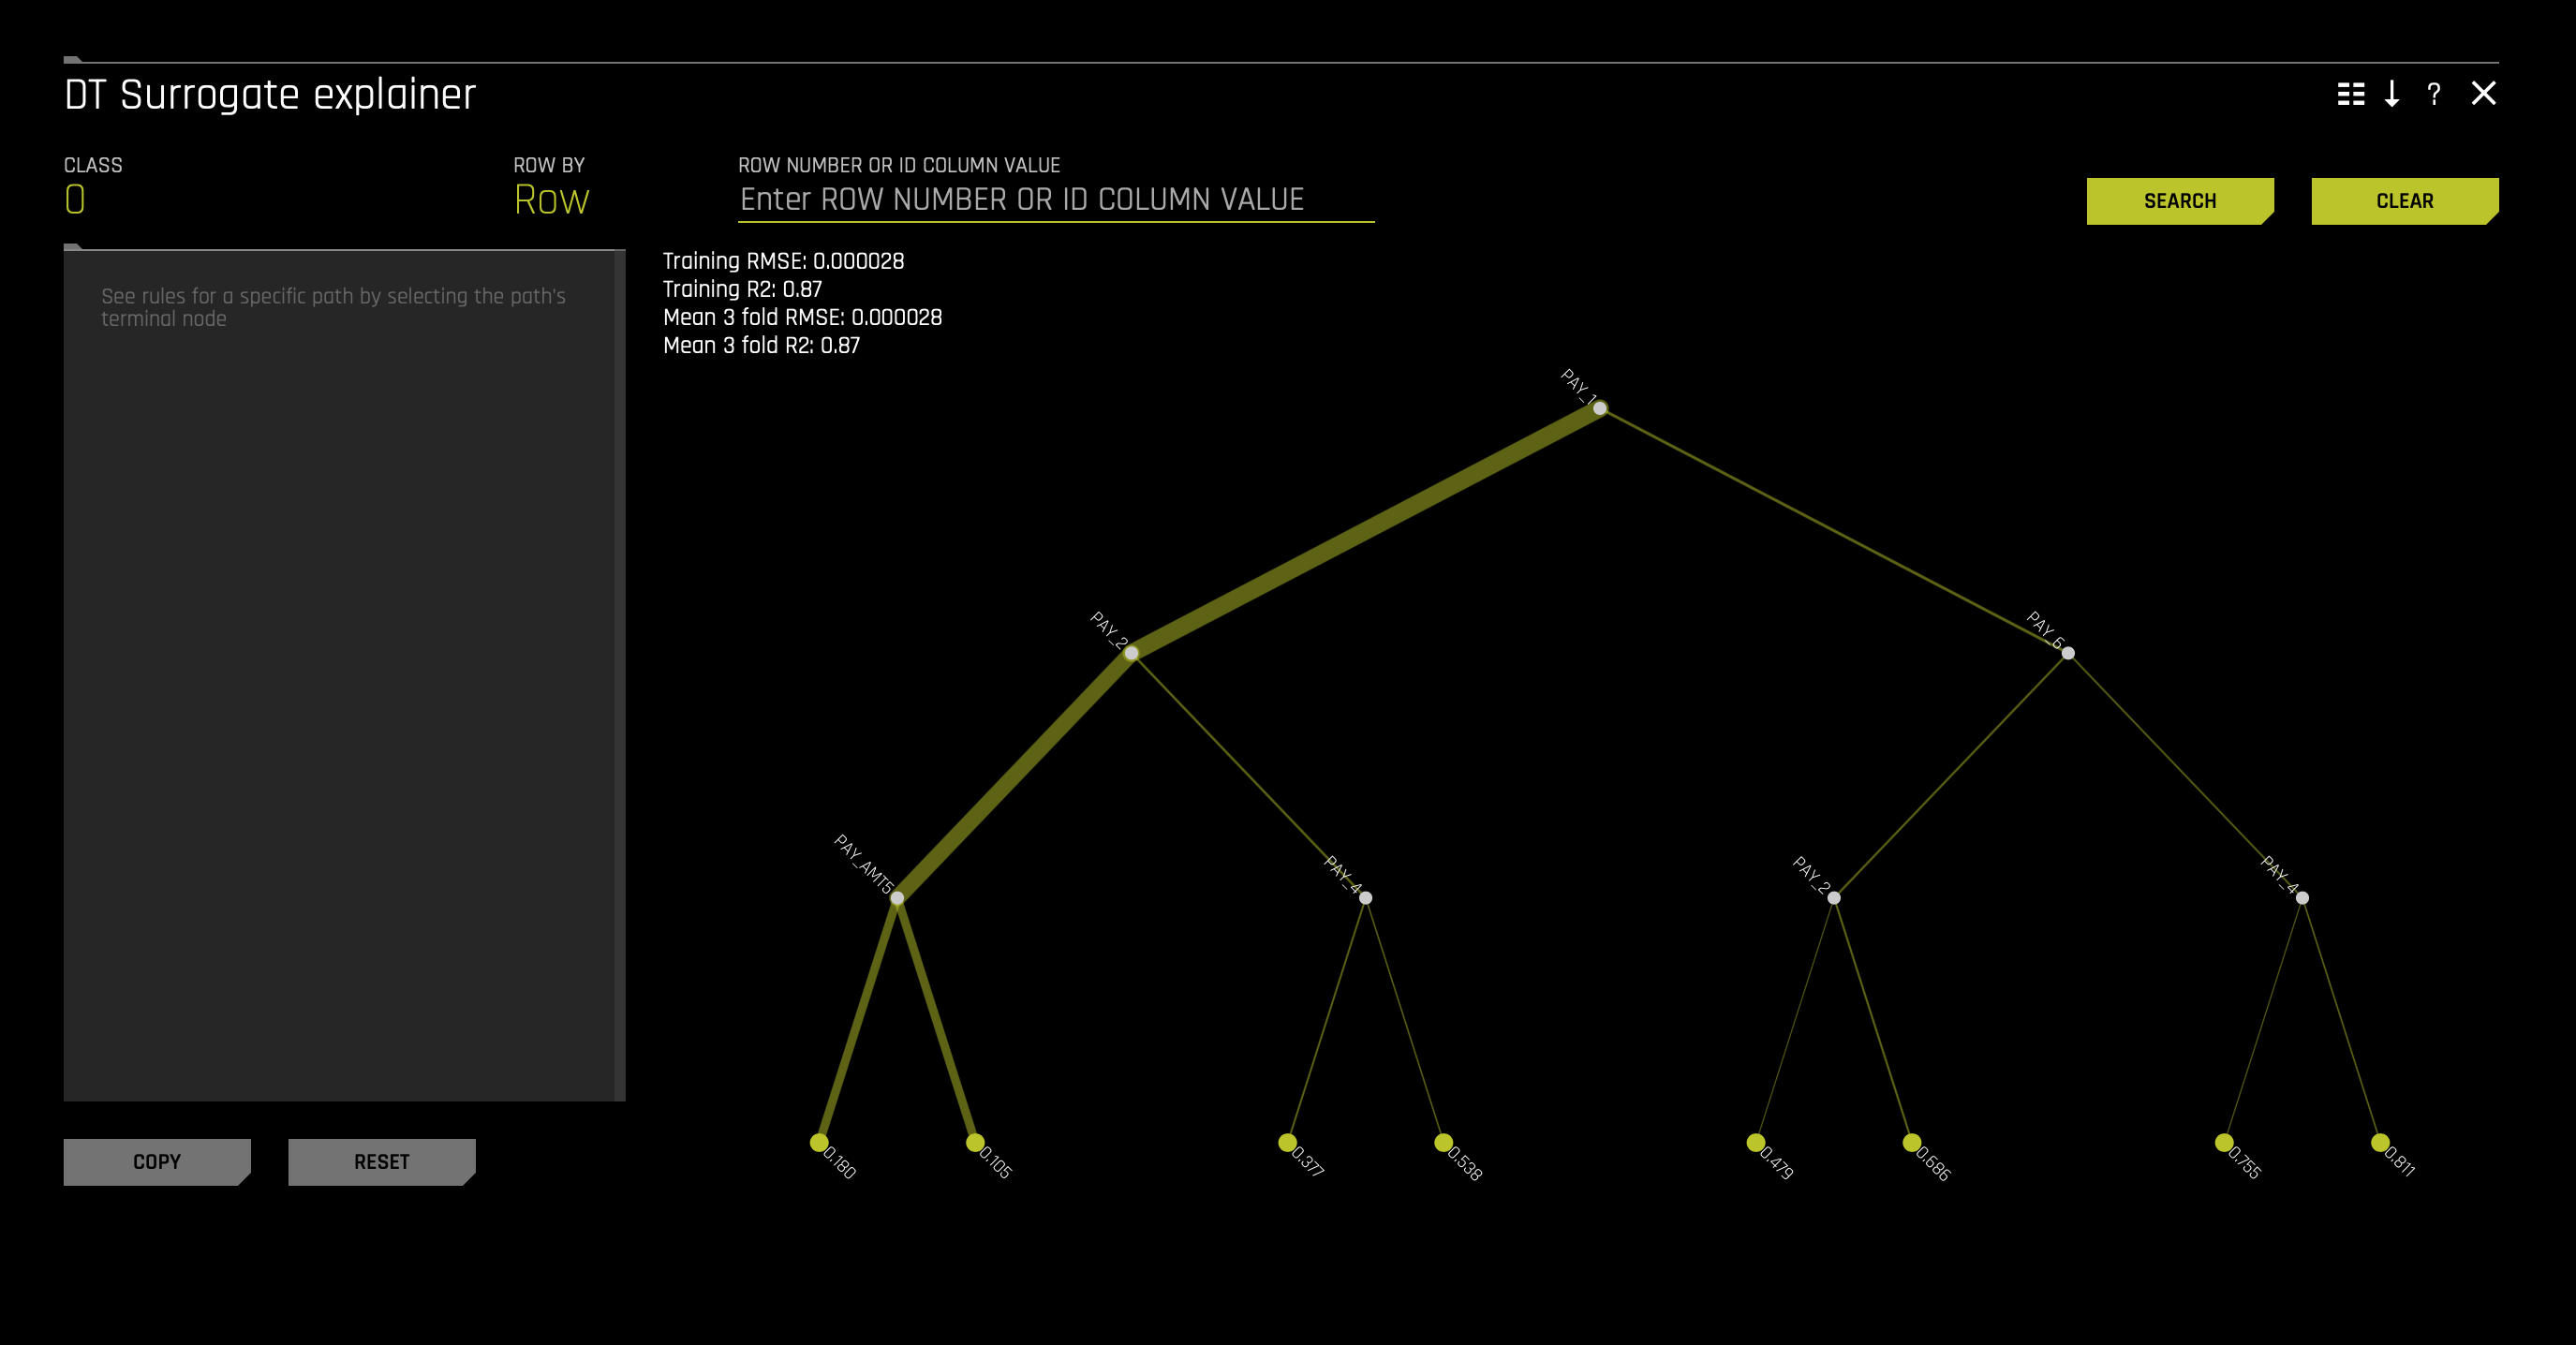 DT Surrogate explainer
?
CLASS
0
ROW BY
Row
ROW NUMBER OR ID COLUMN VALUE
Enter ROW NUMBER OR ID COLUMN VALUE
SEARCH
CLEAR
See rules for a specific path by selecting the path's
terminal node
Training RMSE: 0.000028
Training R2: 0.87
Mean 3 fold RMSE: 0.000028
Mean 3 fold R2: 0.87
PAY_1
PAY_2
PAY_6
PAY_AMT5
PAY_4
PAY_2
PAY_4
0.180
0.105
0.377
0.538
0.479
0.686
0.755
0.811
COPY
RESET